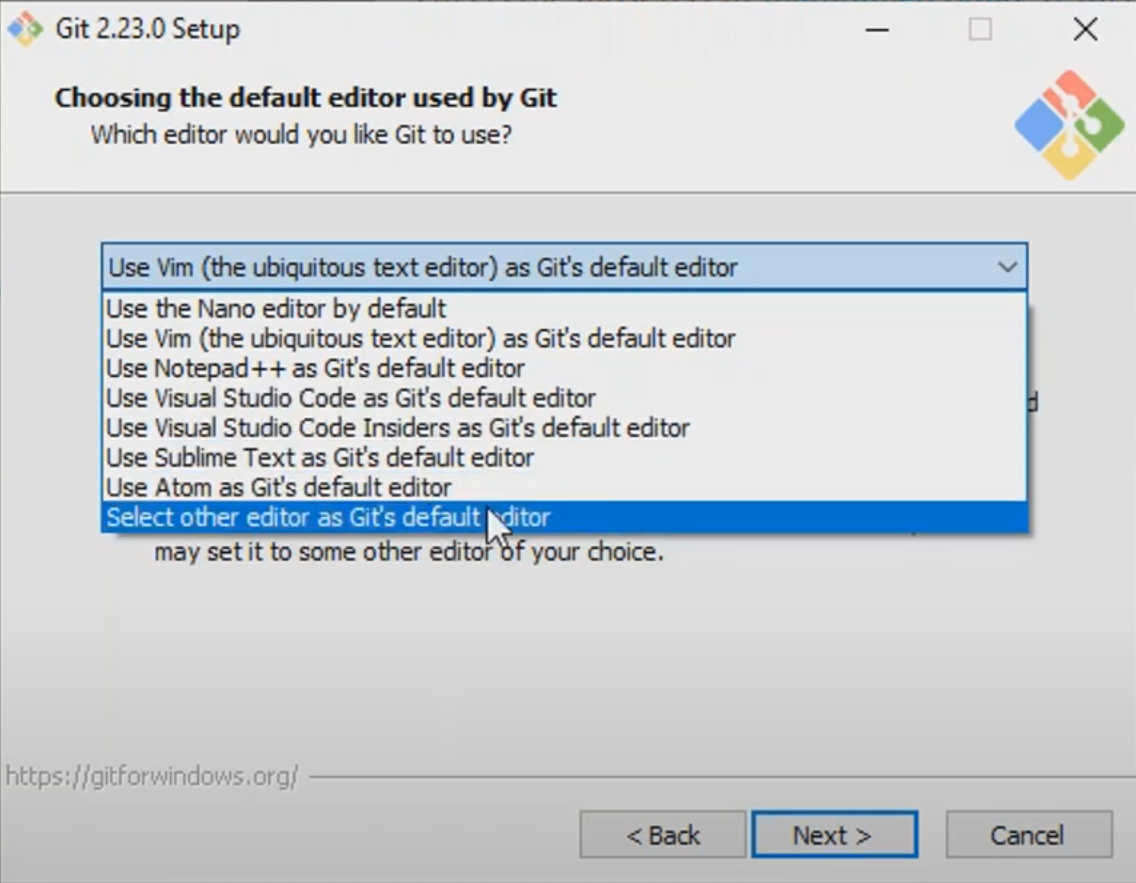 Git 2.23.0 Setup
Choosing the default editor used by Git
Which editor would you like Git to use?
Use Vim (the ubiquitous text editor) as Git's default editor
Use the Nano editor by default
Use Vim (the ubiquitous text editor) as Git's default editor
Use Notepad++ as Git's default editor
Use Visual Studio Code as Git's default editor
Use Visual Studio Code Insiders as Git's default editor
Use Sublime Text as Git's default editor
Use Atom as Git's default editor
Select other editor as Git's default editor
may set it to some other editor of your choice.
https://gitforwindows.org/
< Back
Next >
Cancel